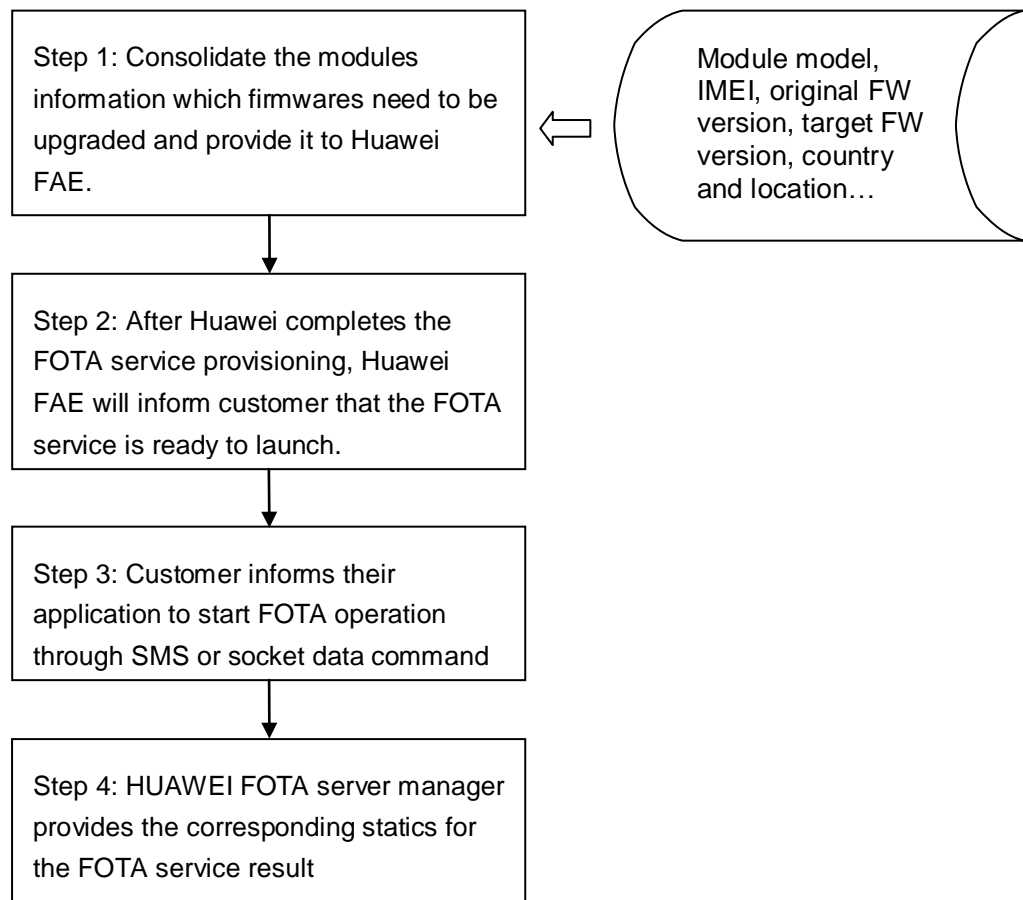 Step 1: Consolidate the modules
information which firmwares need to be
upgraded and provide it to Huawei
FAE.
Module model,
IMEI, original FW
version, target FW
version, country
and location…
Step 2: After Huawei completes the
FOTA service provisioning, Huawei
FAE will inform customer that the FOTA
service is ready to launch.
Step 3: Customer informs their
application to start FOTA operation
through SMS or socket data command
Step 4: HUAWEI FOTA server manager
provides the corresponding statics for
the FOTA service result